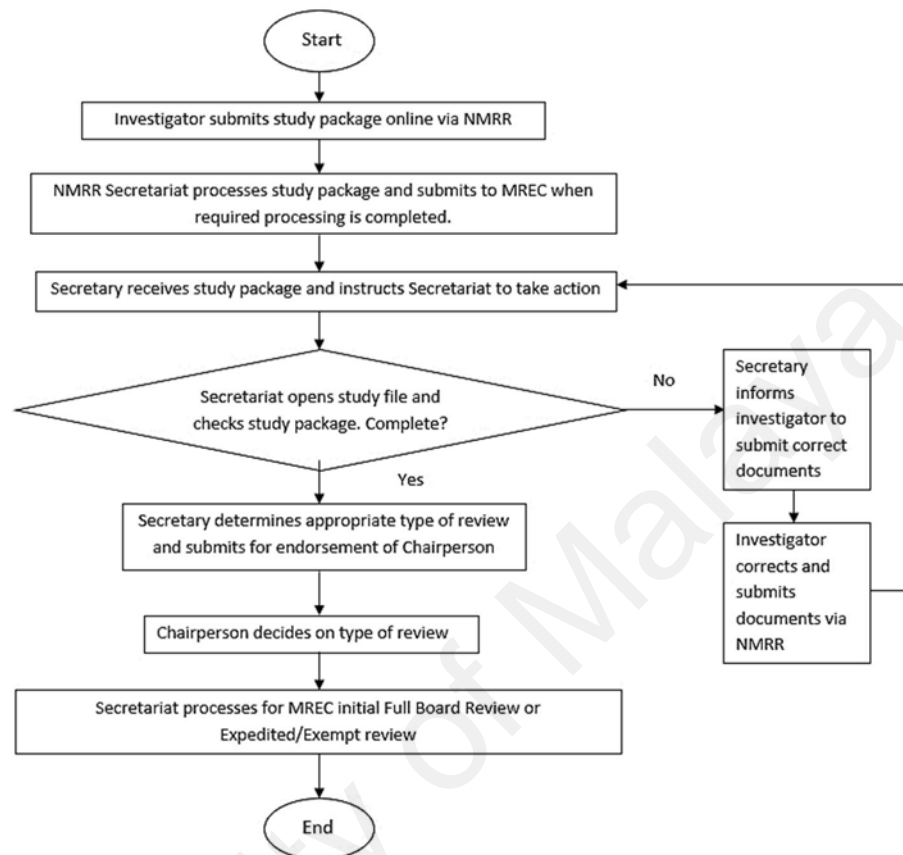 Start
Investigator submits study package online via NMRR
NMRR Secretariat processes study package and submits to MREC when
required processing is completed.
Secretary receives study package and instructs Secretariat to take action
Secretariat opens study file and
checks study package. Complete?
No
Secretary
informs
investigator to
submit correct
documents
Yes
Secretary determines appropriate type of review
and submits for endorsement of Chairperson
Investigator
corrects and
submits
documents via
NMRR
Chairperson decides on type of review
Secretariat processes for MREC initial Full Board Review or
Expedited/Exempt review
End
of Malaya